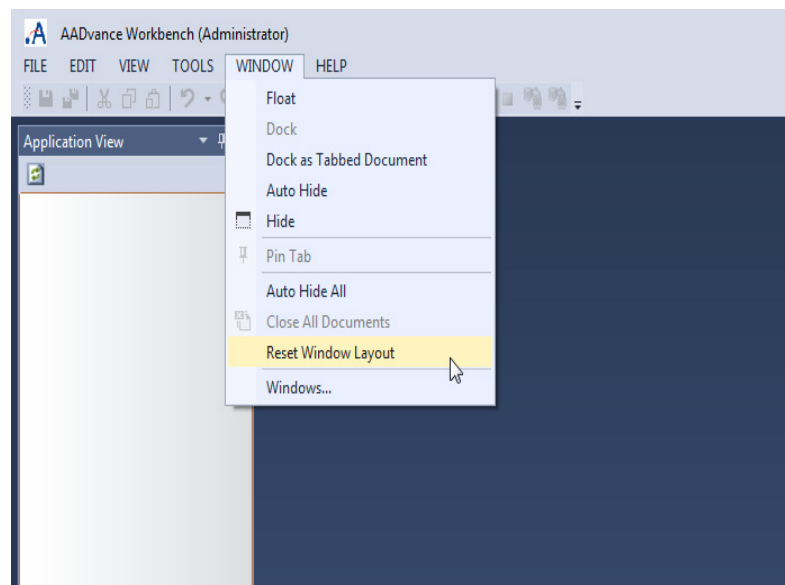 AADvance Workbench (Administrator)
FILE EDIT VIEW TOOLS WINDOW HELP
Application View
Float
Dock
Dock as Tabbed Document
Auto Hide
Hide
Pin Tab
Auto Hide All
Close All Documents
Reset Window Layout
Windows...